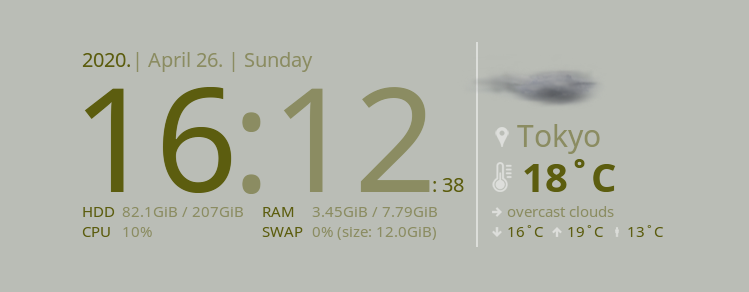 2020.| April 26. | Sunday
16:12: 38
HDD 82.1GiB / 207GiB RAM 3.45GiB / 7.79GiB
CPU 10% SWAP 0% (size: 12.0GiB)
Tokyo
18˚C
overcast clouds
16˚C 19˚C 13˚C